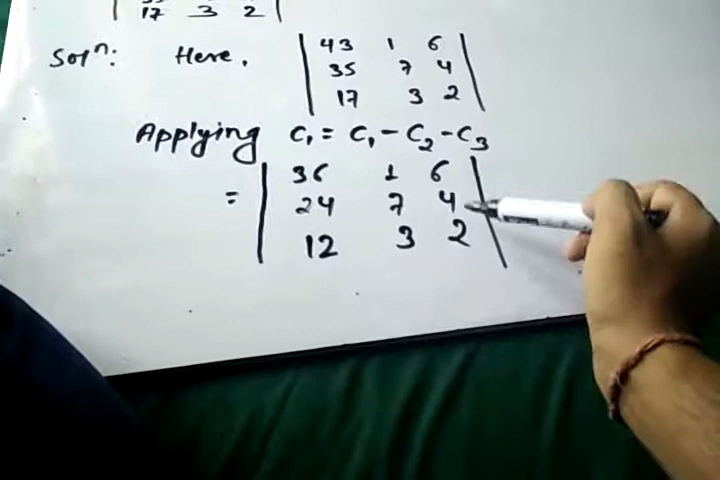 | 17 3 2 |
Solⁿ: Here, | 43 1 6 |
| 35 7 4 |
| 17 3 2 |
Applying C₁ = C₁ - C₂ - C₃
= | 36 1 6 |
| 24 7 4 |
| 12 3 2 |